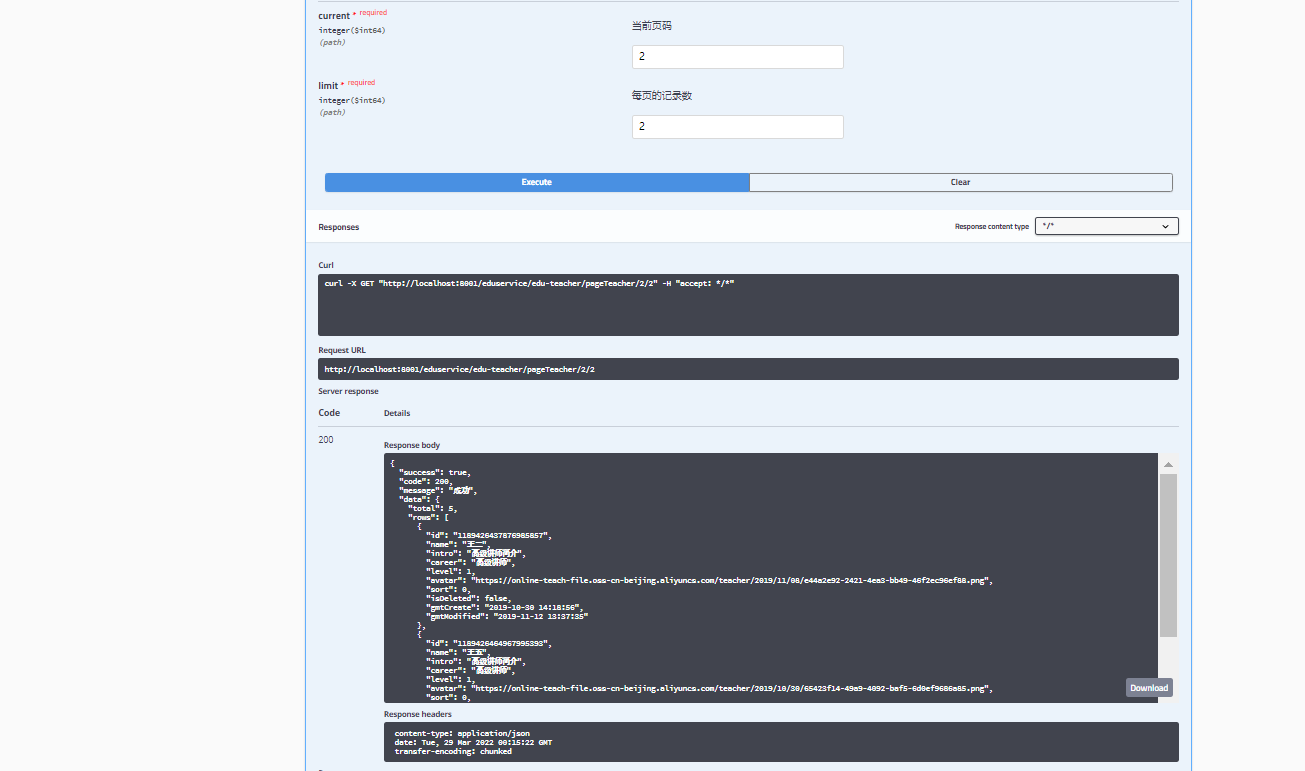 current * required
integer($int64)
(path)
当前页码
2
limit * required
integer($int64)
(path)
每页的记录数
2
Execute
Clear
Responses
Response content type
*/*
Curl
curl -X GET "http://localhost:8001/eduservice/edu-teacher/pageTeacher/2/2" -H "accept: */*"
Request URL
http://localhost:8001/eduservice/edu-teacher/pageTeacher/2/2
Server response
Code
Details
200
Response body
{
"success": true,
"code": 200,
"message": "成功",
"data": {
"total": 5,
"rows": [
{
"id": "1189426437876985857",
"name": "王二",
"intro": "高级讲师简介",
"career": "高级讲师",
"level": 1,
"avatar": "https://online-teach-file.oss-cn-beijing.aliyuncs.com/teacher/2019/11/08/e44a2e92-2421-4ea3-bb49-46f2ec96ef88.png",
"sort": 0,
"isDeleted": false,
"gmtCreate": "2019-10-30 14:18:56",
"gmtModified": "2019-11-12 13:37:35"
},
{
"id": "1189426464967995393",
"name": "王五",
"intro": "高级讲师简介",
"career": "高级讲师",
"level": 1,
"avatar": "https://online-teach-file.oss-cn-beijing.aliyuncs.com/teacher/2019/10/30/65423f14-49a9-4092-baf5-6d0ef9686a85.png",
"sort": 0,
Download
Response headers
content-type: application/json
date: Tue, 29 Mar 2022 00:15:22 GMT
transfer-encoding: chunked